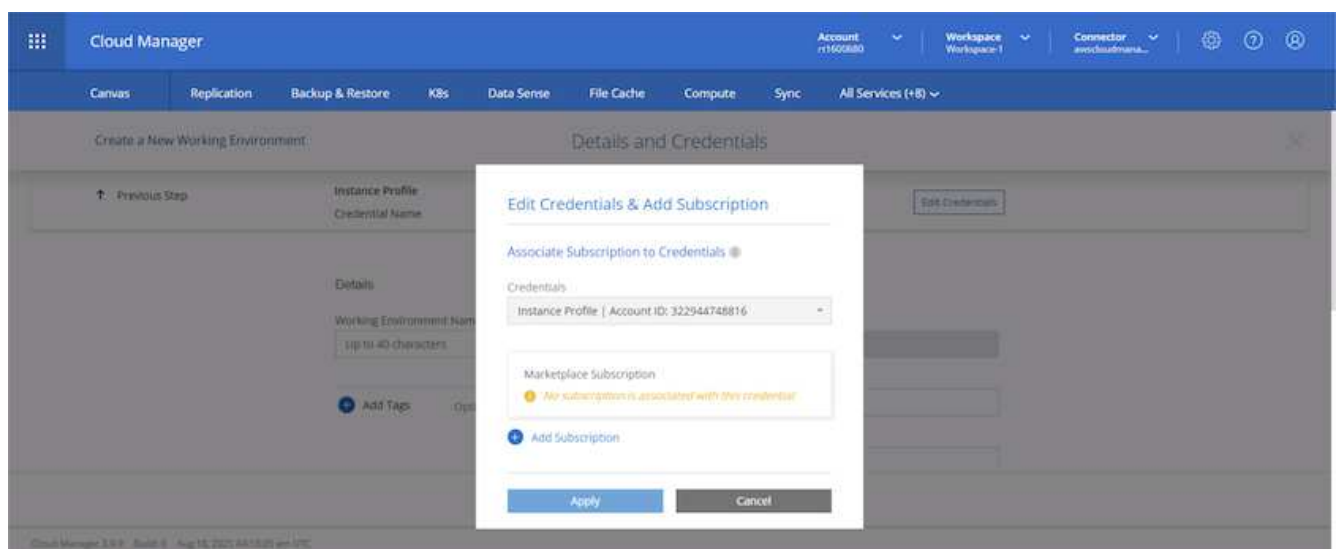 Cloud Manager
Account
rt1600880
Workspace
Workspace-1
Connector
awscloudmana...
Canvas
Replication
Backup & Restore
K8s
Data Sense
File Cache
Compute
Sync
All Services (+8)
Create a New Working Environment
Details and Credentials
Previous Step
Instance Profile
Credential Name
Edit Credentials
Details
Working Environment Nam
Up to 40 characters
Add Tags
Opti
Edit Credentials & Add Subscription
Associate Subscription to Credentials
Credentials
Instance Profile | Account ID: 322944748816
Marketplace Subscription
No subscription is associated with this credential
Add Subscription
Apply
Cancel